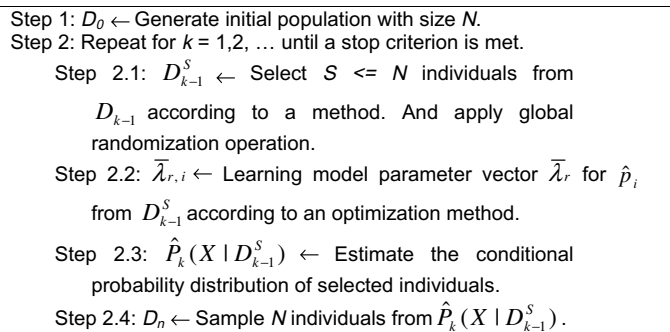 Step 1: D₀ ← Generate initial population with size N.
Step 2: Repeat for k = 1,2, … until a stop criterion is met.
Step 2.1: D^S_{k−1} ← Select S <= N individuals from
D_{k−1} according to a method. And apply global
randomization operation.
Step 2.2: λ̅_{r,i} ← Learning model parameter vector λ̅_r for p̂_i
from D^S_{k−1} according to an optimization method.
Step 2.3: P̂_k(X | D^S_{k−1}) ← Estimate the conditional
probability distribution of selected individuals.
Step 2.4: D_n ← Sample N individuals from P̂_k(X | D^S_{k−1}).